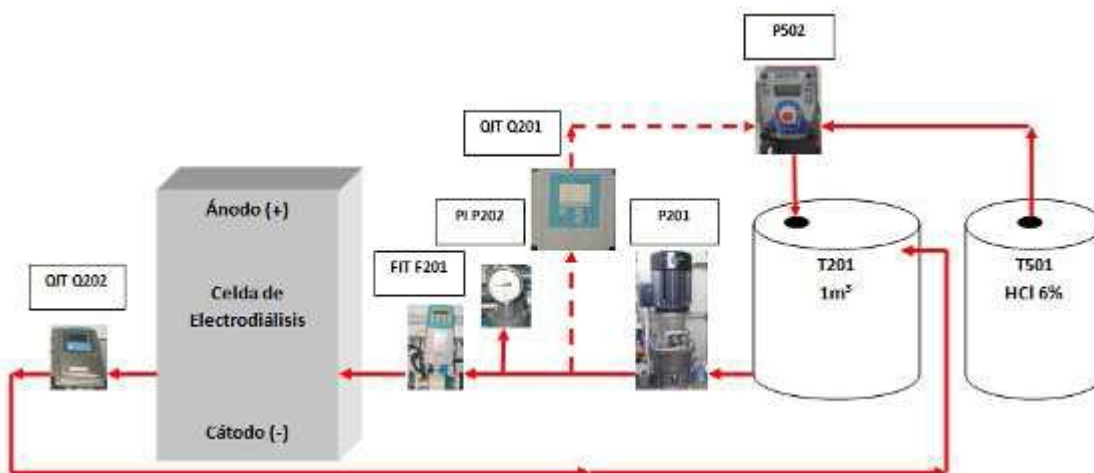 P502
QIT Q201
Ánodo (+)
PI P202
P201
FIT F201
T201
1m³
T501
HCl 6%
QIT Q202
Celda de
Electrodiálisis
Cátodo (-)